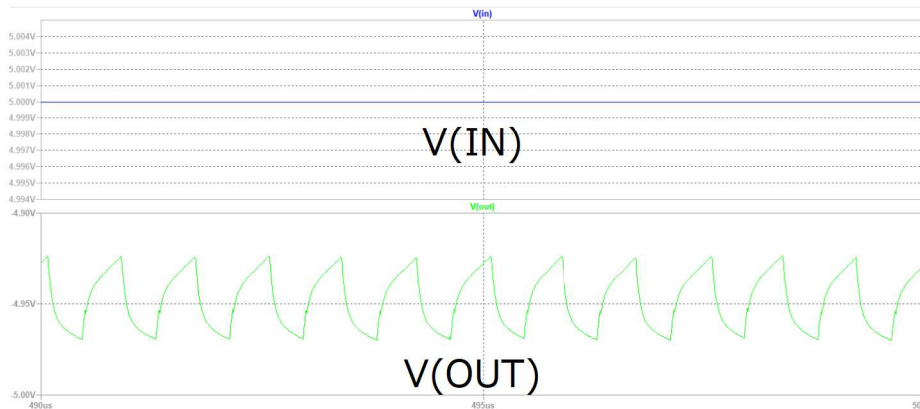 V(in)
5.004V
5.003V
5.002V
5.001V
5.000V
4.999V
4.998V
4.997V
4.996V
4.995V
4.994V
V(IN)
V(out)
-4.90V
-4.95V
-5.00V
V(OUT)
490us
495us